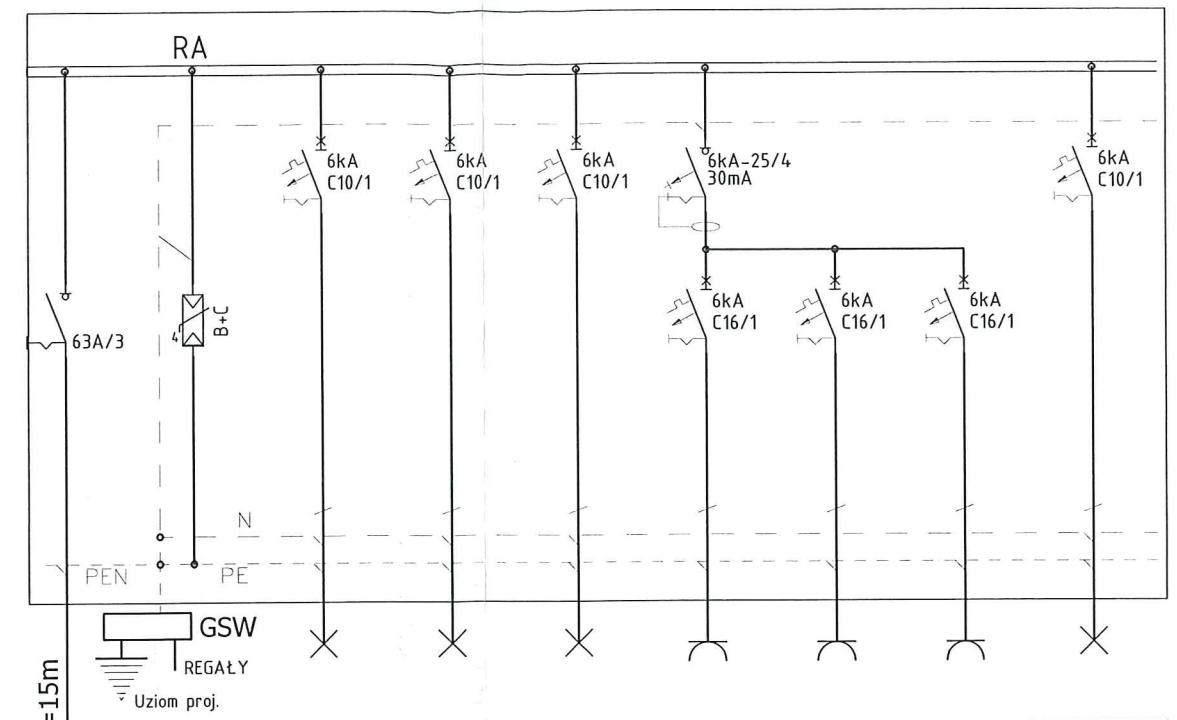 RA
6kA
C10/1
6kA
C10/1
6kA
C10/1
6kA-25/4
30mA
6kA
C10/1
63A/3
4
B+C
6kA
C16/1
6kA
C16/1
6kA
C16/1
N
PEN
PE
GSW
REGAŁY
Uziom proj.
=15m